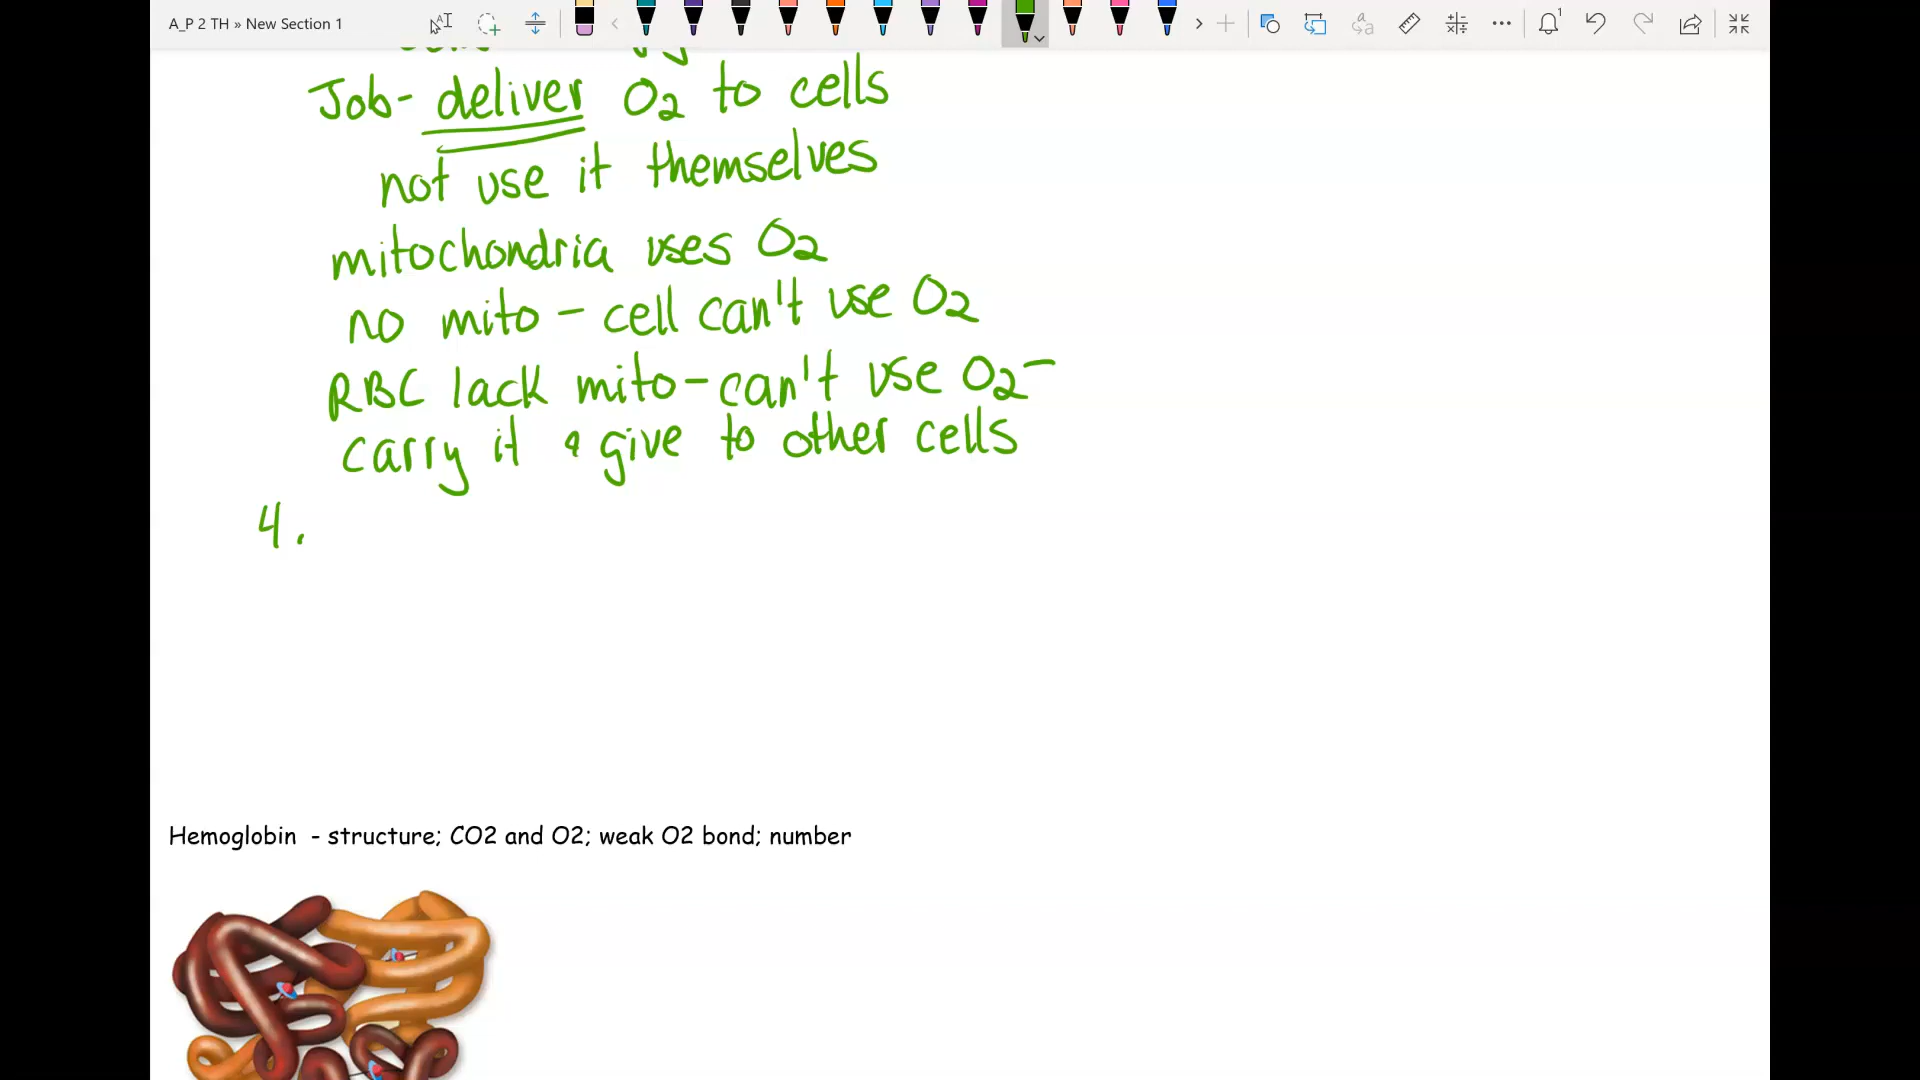 A_P 2 TH » New Section 1
Job- deliver O2 to cells
not use it themselves
mitochondria uses O2
no mito - cell can't use O2
RBC lack mito - can't use O2 -
carry it & give to other cells
4.
Hemoglobin - structure; CO2 and O2; weak O2 bond; number